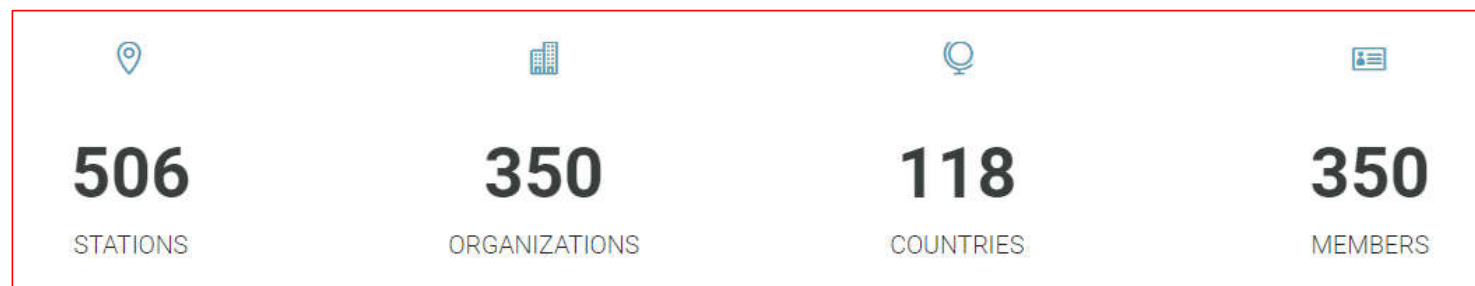 506 350 118 350
STATIONS ORGANIZATIONS COUNTRIES MEMBERS